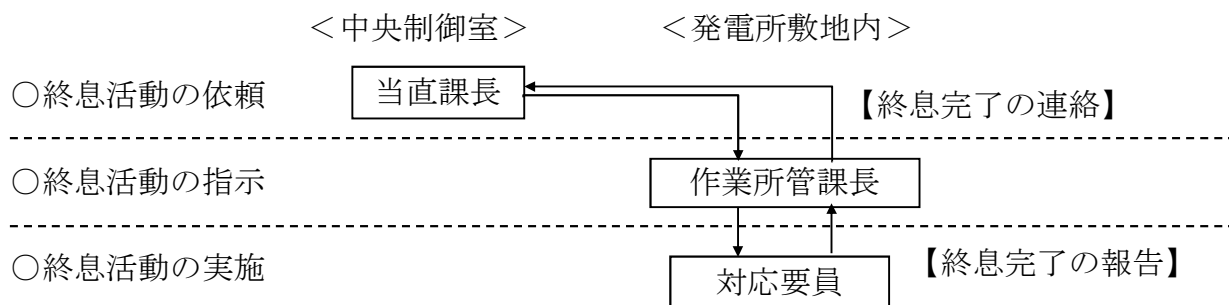 ＜中央制御室＞ ＜発電所敷地内＞
○終息活動の依頼 当直課長 【終息完了の連絡】
○終息活動の指示 作業所管課長
○終息活動の実施 対応要員 【終息完了の報告】